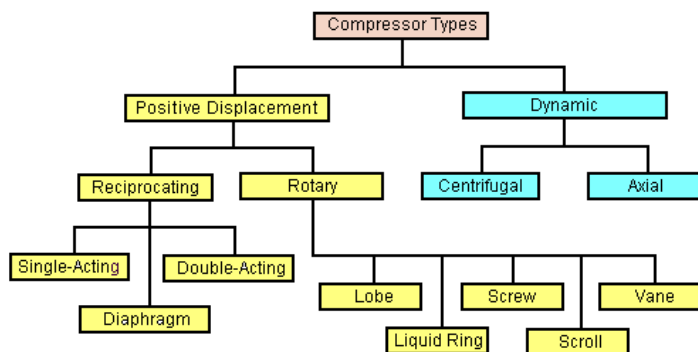 Compressor Types
Positive Displacement
Dynamic
Reciprocating
Rotary
Centrifugal
Axial
Single-Acting
Double-Acting
Diaphragm
Lobe
Screw
Vane
Liquid Ring
Scroll